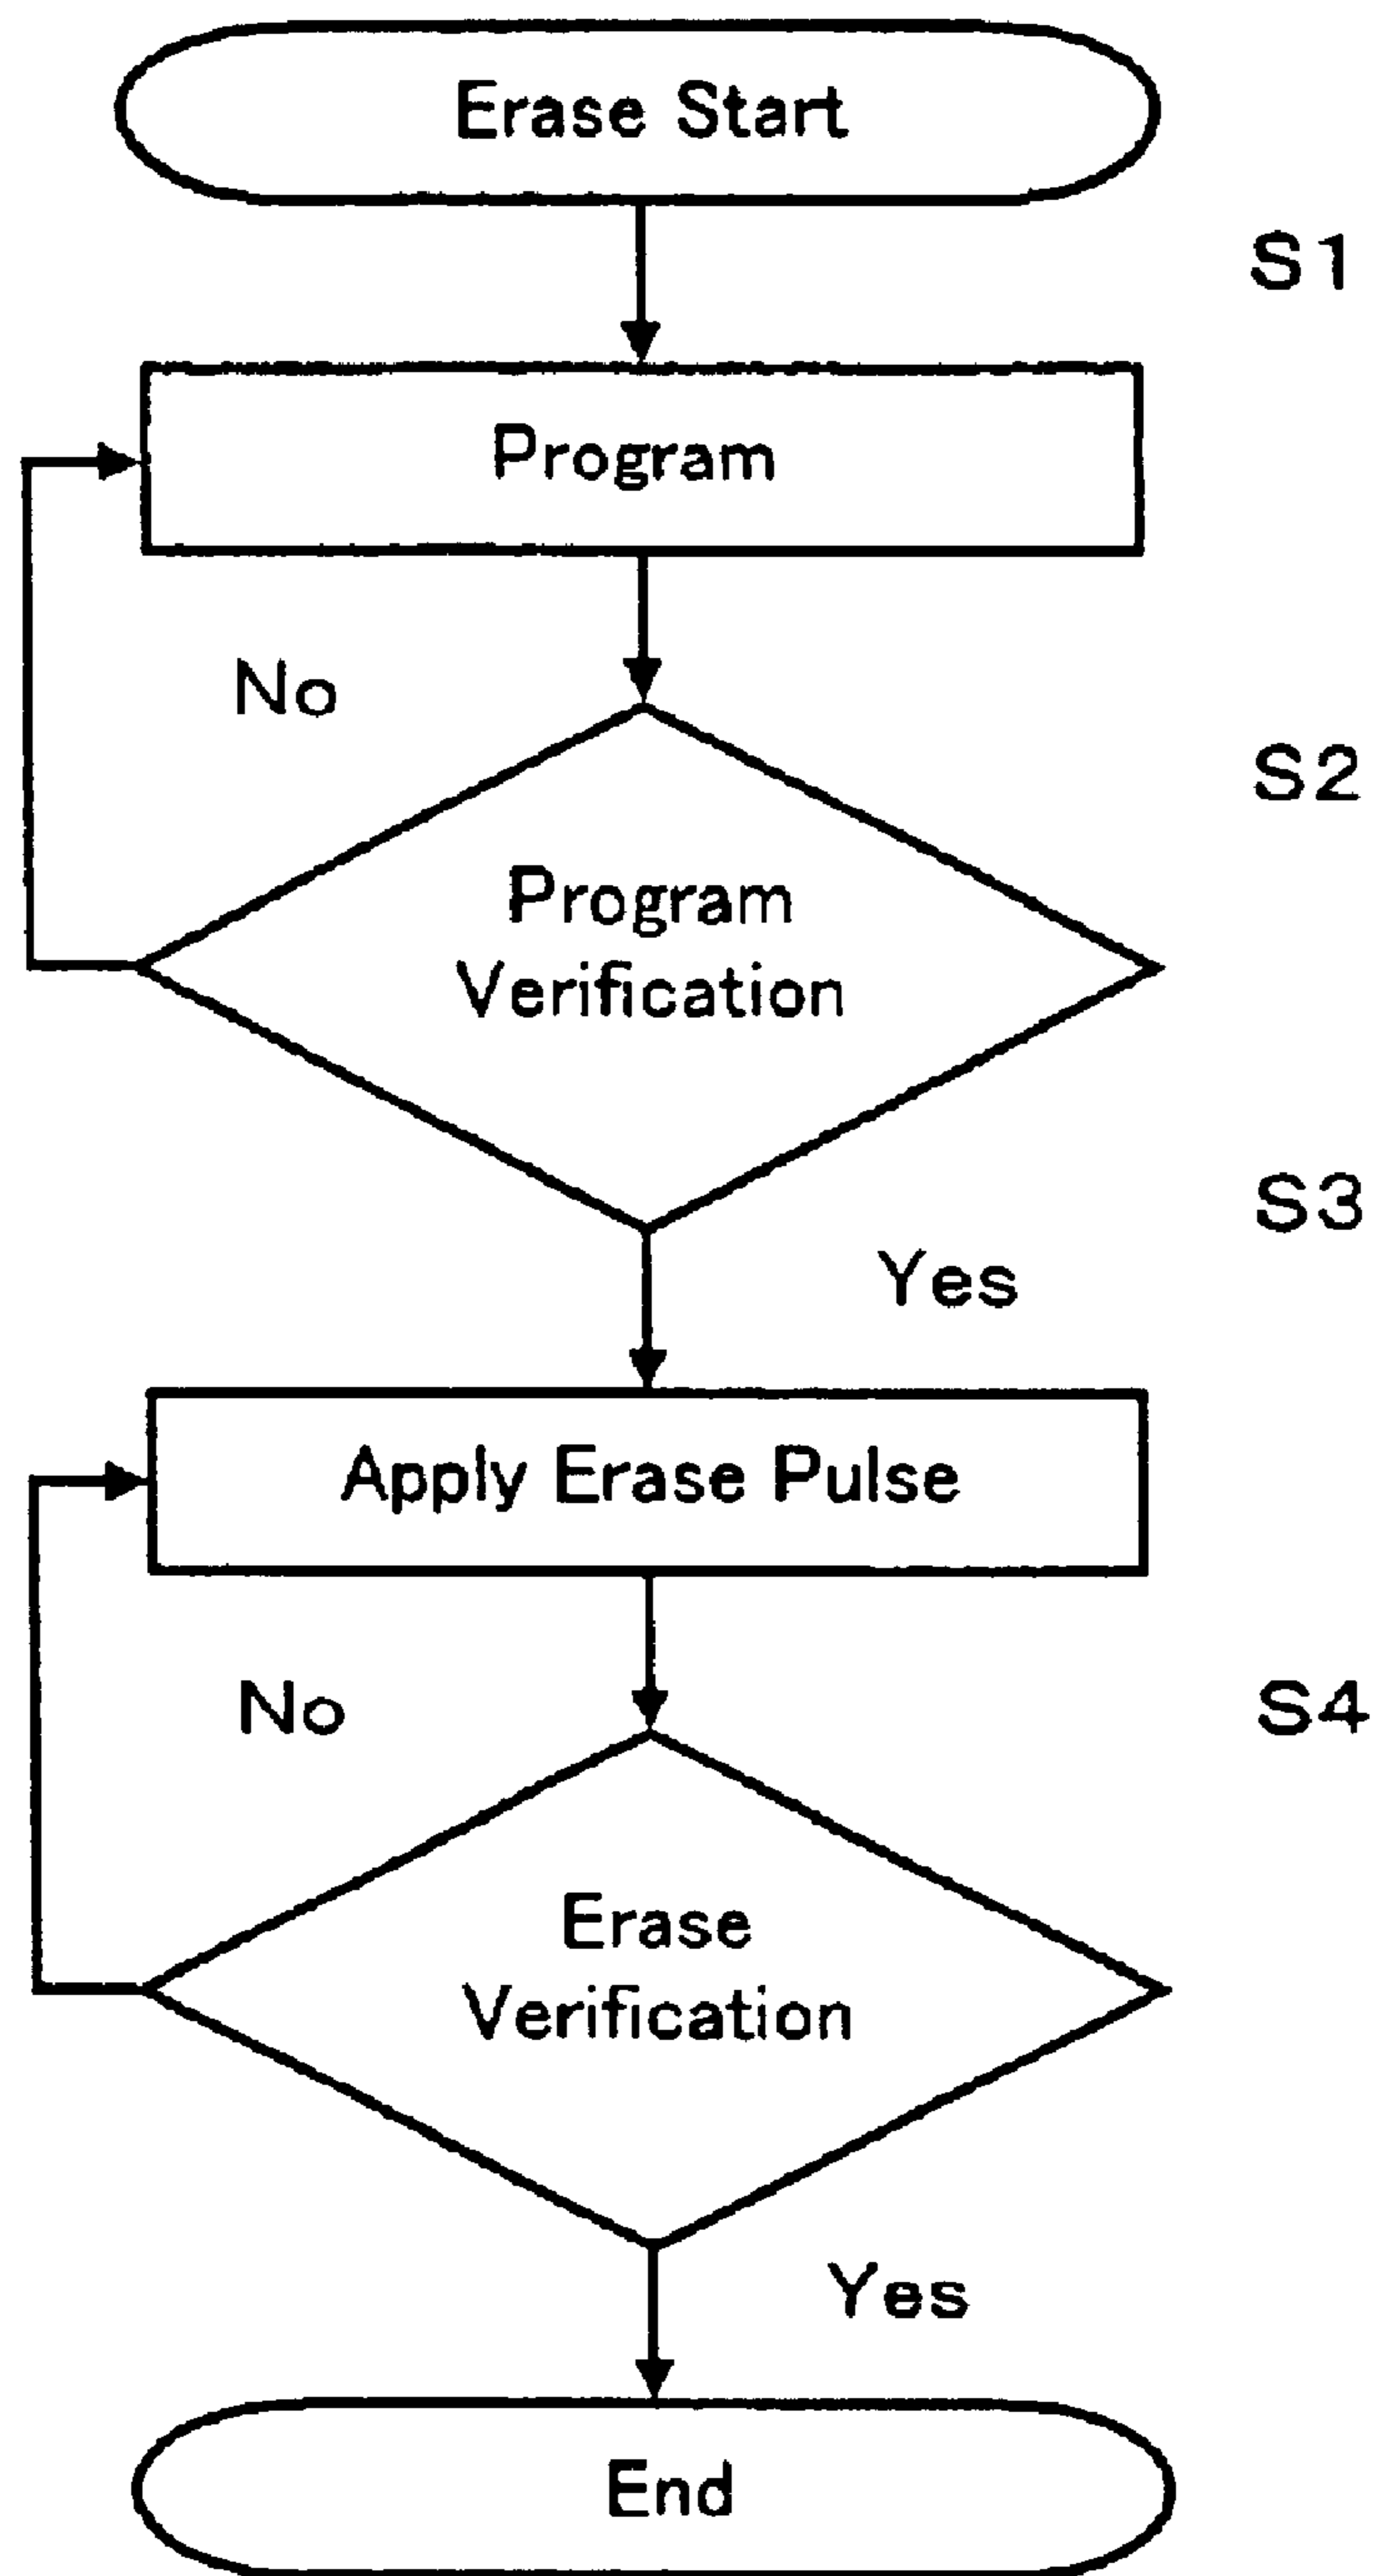 Erase Start
S1
Program
No
S2
Program
Verification
S3
Yes
Apply Erase Pulse
No
S4
Erase
Verification
Yes
End